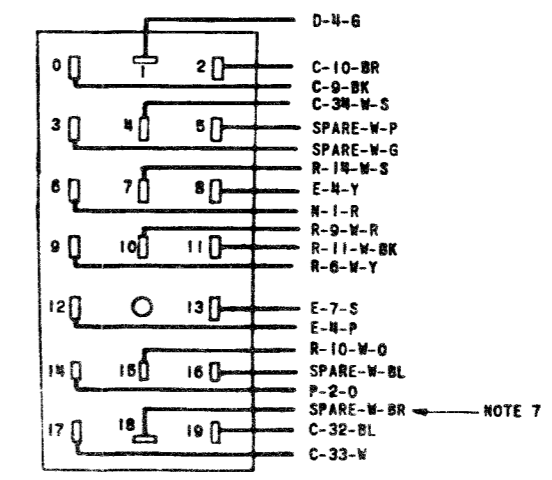 D-4-G
0 1 2 C-10-BR
C-9-BK
C-34-W-S
3 4 5 SPARE-W-P
SPARE-W-G
R-14-W-S
6 7 8 E-4-Y
N-1-R
R-9-W-R
9 10 11 R-11-W-BK
R-6-W-Y
12 13 E-7-S
E-4-P
R-10-W-O
14 15 16 SPARE-W-BL
P-2-O
SPARE-W-BR NOTE 7
17 18 19 C-32-BL
C-33-W